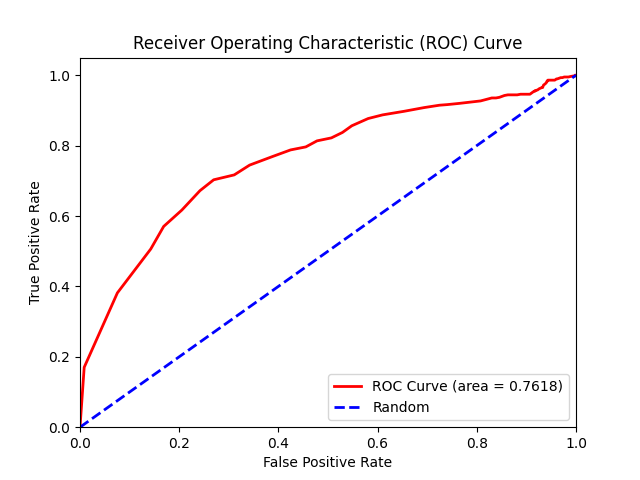 Receiver Operating Characteristic (ROC) Curve
1.0
0.8
0.6
0.4
0.2
0.0
True Positive Rate
0.0 0.2 0.4 0.6 0.8 1.0
False Positive Rate
ROC Curve (area = 0.7618)
Random